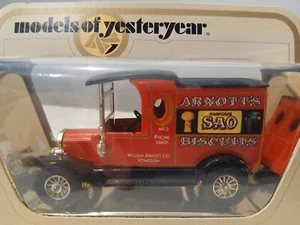 models of yesteryear
ARNOTT'S
FAMOUS
SAO
BISCUITS
Nº 2
PHONE
WILLIAM ARNOTT LTD
HOMEBUSH